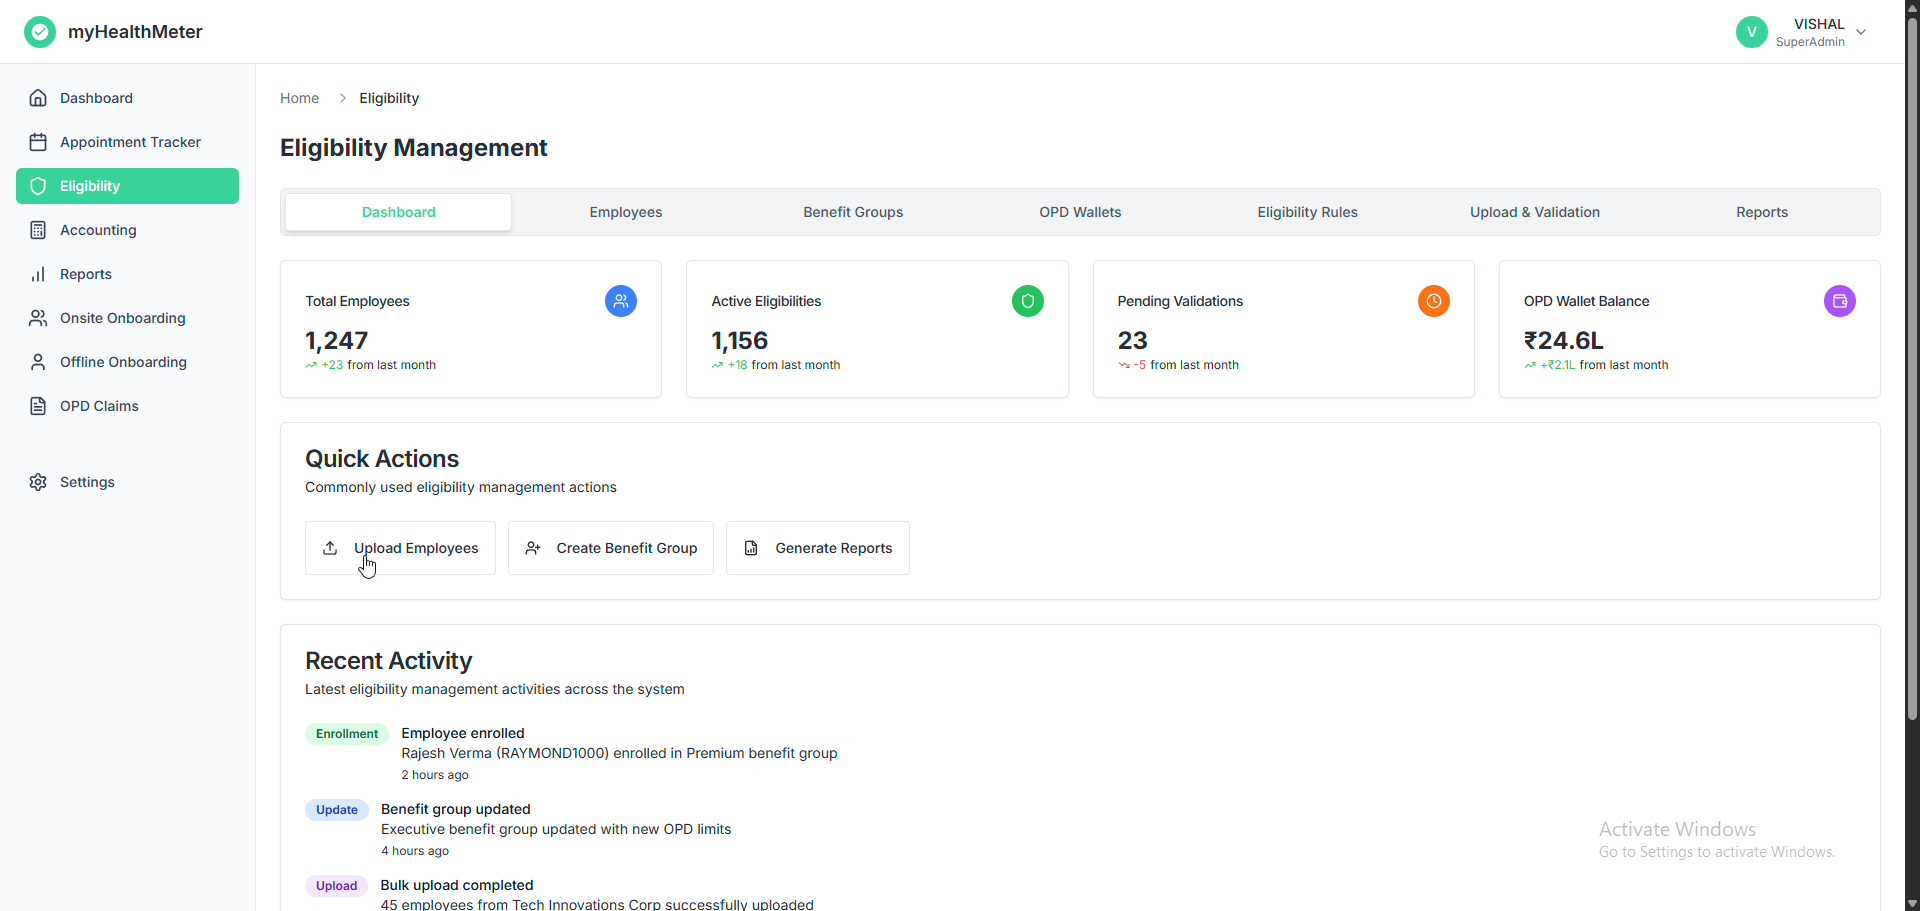 myHealthMeter
V
VISHAL
SuperAdmin
Dashboard
Appointment Tracker
Eligibility
Accounting
Reports
Onsite Onboarding
Offline Onboarding
OPD Claims
Settings
Home > Eligibility
Eligibility Management
Dashboard Employees Benefit Groups OPD Wallets Eligibility Rules Upload & Validation Reports
Total Employees
1,247
+23 from last month
Active Eligibilities
1,156
+18 from last month
Pending Validations
23
-5 from last month
OPD Wallet Balance
₹24.6L
+₹2.1L from last month
Quick Actions
Commonly used eligibility management actions
Upload Employees
Create Benefit Group
Generate Reports
Recent Activity
Latest eligibility management activities across the system
Enrollment Employee enrolled
Rajesh Verma (RAYMOND1000) enrolled in Premium benefit group
2 hours ago
Update Benefit group updated
Executive benefit group updated with new OPD limits
4 hours ago
Upload Bulk upload completed
45 employees from Tech Innovations Corp successfully uploaded
Activate Windows
Go to Settings to activate Windows.